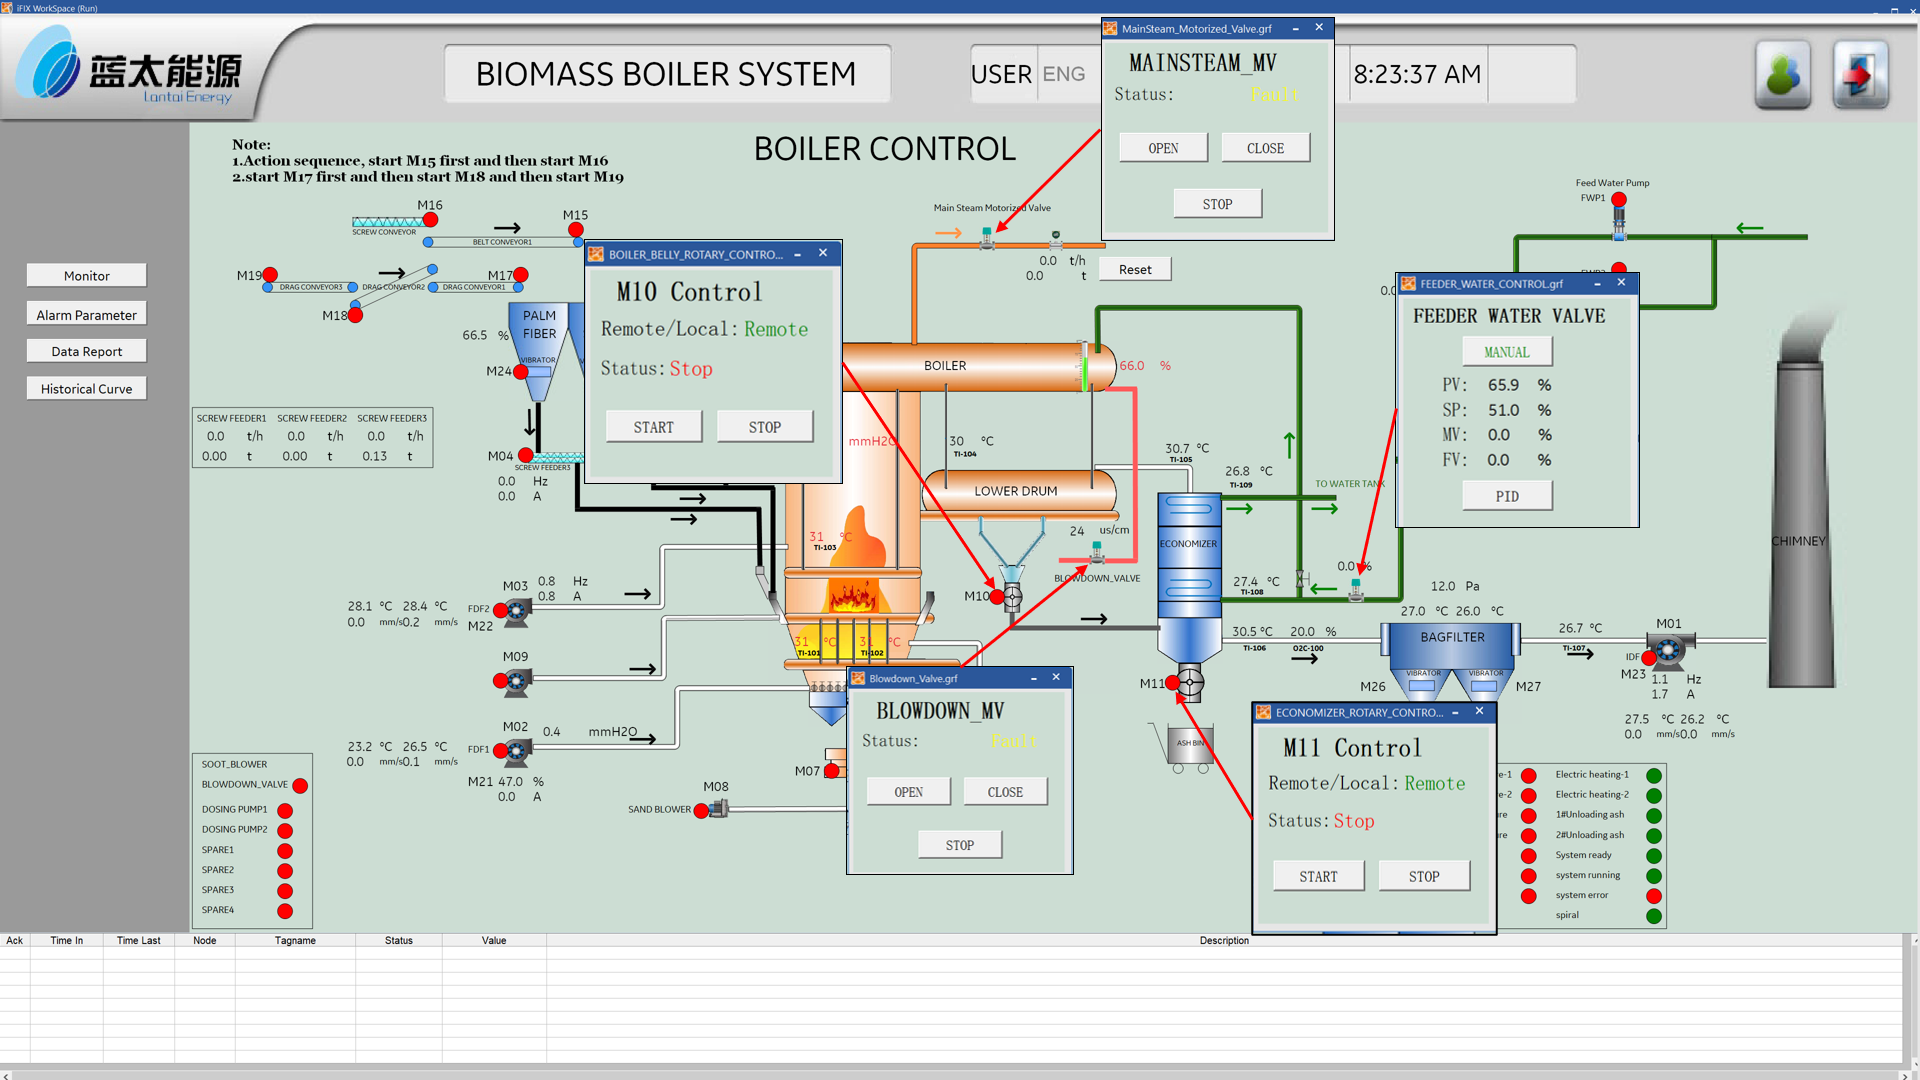 iFIX WorkSpace (Run)
蓝太能源
Lantai Energy
BIOMASS BOILER SYSTEM
USER
ENG
8:23:37 AM
Monitor
Alarm Parameter
Data Report
Historical Curve
Note:
1.Action sequence, start M15 first and then start M16
2.start M17 first and then start M18 and then start M19
BOILER CONTROL
MainSteam_Motorized_Valve.grf
MAINSTEAM_MV
Status: Fault
OPEN CLOSE
STOP
Main Steam Motorized Valve
0.0 t/h
0.0 t
Reset
Feed Water Pump
FWP1
M16
SCREW CONVEYOR
M15
BELT CONVEYOR1
M19
DRAG CONVEYOR3
DRAG CONVEYOR2
M17
DRAG CONVEYOR1
M18
PALM
FIBER
66.5 %
VIBRATOR
M24
BOILER_BELLY_ROTARY_CONTRO...
M10 Control
Remote/Local: Remote
Status: Stop
START STOP
FEEDER_WATER_CONTROL.grf
FEEDER WATER VALVE
MANUAL
PV: 65.9 %
SP: 51.0 %
MV: 0.0 %
FV: 0.0 %
PID
BOILER
66.0 %
SCREW FEEDER1 SCREW FEEDER2 SCREW FEEDER3
0.0 t/h 0.0 t/h 0.0 t/h
0.00 t 0.00 t 0.13 t
M04
SCREW FEEDER3
0.0 Hz
0.0 A
mmH2O
30 °C
TI-104
LOWER DRUM
24 us/cm
BLOWDOWN_VALVE
30.7 °C
TI-105
26.8 °C
TI-109
TO WATER TANK
ECONOMIZER
27.4 °C
TI-108
0.0 %
31 °C
TI-103
M10
CHIMNEY
M03
0.8 Hz
0.8 A
28.1 °C 28.4 °C
0.0 mm/s 0.2 mm/s
FDF2
M22
M09
31 °C
TI-101
31 °C
TI-102
30.5 °C
TI-106
20.0 %
O2C-100
12.0 Pa
27.0 °C 26.0 °C
BAGFILTER
VIBRATOR VIBRATOR
M26 M27
26.7 °C
TI-107
M01
IDF
M23
1.1 Hz
1.7 A
27.5 °C 26.2 °C
0.0 mm/s 0.0 mm/s
M11
ASH BIN
M02
0.4 mmH2O
23.2 °C 26.5 °C
0.0 mm/s 0.1 mm/s
FDF1
M21 47.0 %
0.0 A
M07
M08
SAND BLOWER
Blowdown_Valve.grf
BLOWDOWN_MV
Status: Fault
OPEN CLOSE
STOP
ECONOMIZER_ROTARY_CONTRO...
M11 Control
Remote/Local: Remote
Status: Stop
START STOP
SOOT_BLOWER
BLOWDOWN_VALVE
DOSING PUMP1
DOSING PUMP2
SPARE1
SPARE2
SPARE3
SPARE4
Electric heating-1
Electric heating-2
1#Unloading ash
2#Unloading ash
System ready
system running
system error
spiral
Ack Time In Time Last Node Tagname Status Value Description